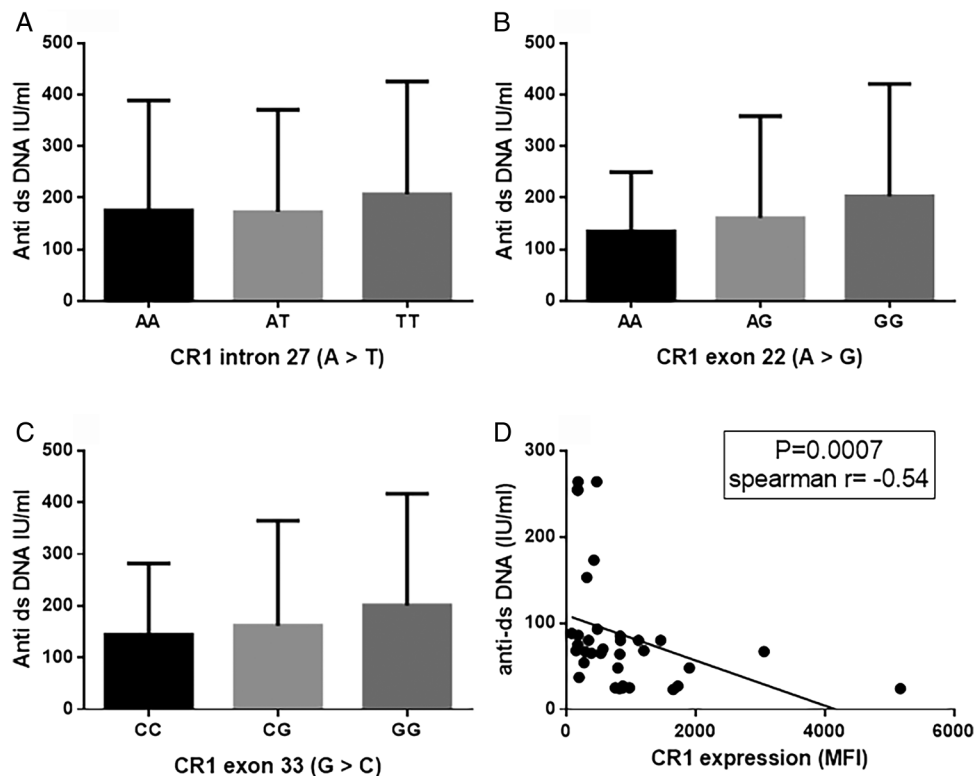 A
500
400
300
200
100
0
Anti ds DNA IU/ml
AA AT TT
CR1 intron 27 (A > T)
B
500
400
300
200
100
0
Anti ds DNA IU/ml
AA AG GG
CR1 exon 22 (A > G)
C
500
400
300
200
100
0
Anti ds DNA IU/ml
CC CG GG
CR1 exon 33 (G > C)
D
300
200
100
0
anti-ds DNA (IU/ml)
P=0.0007
spearman r= -0.54
0 2000 4000 6000
CR1 expression (MFI)